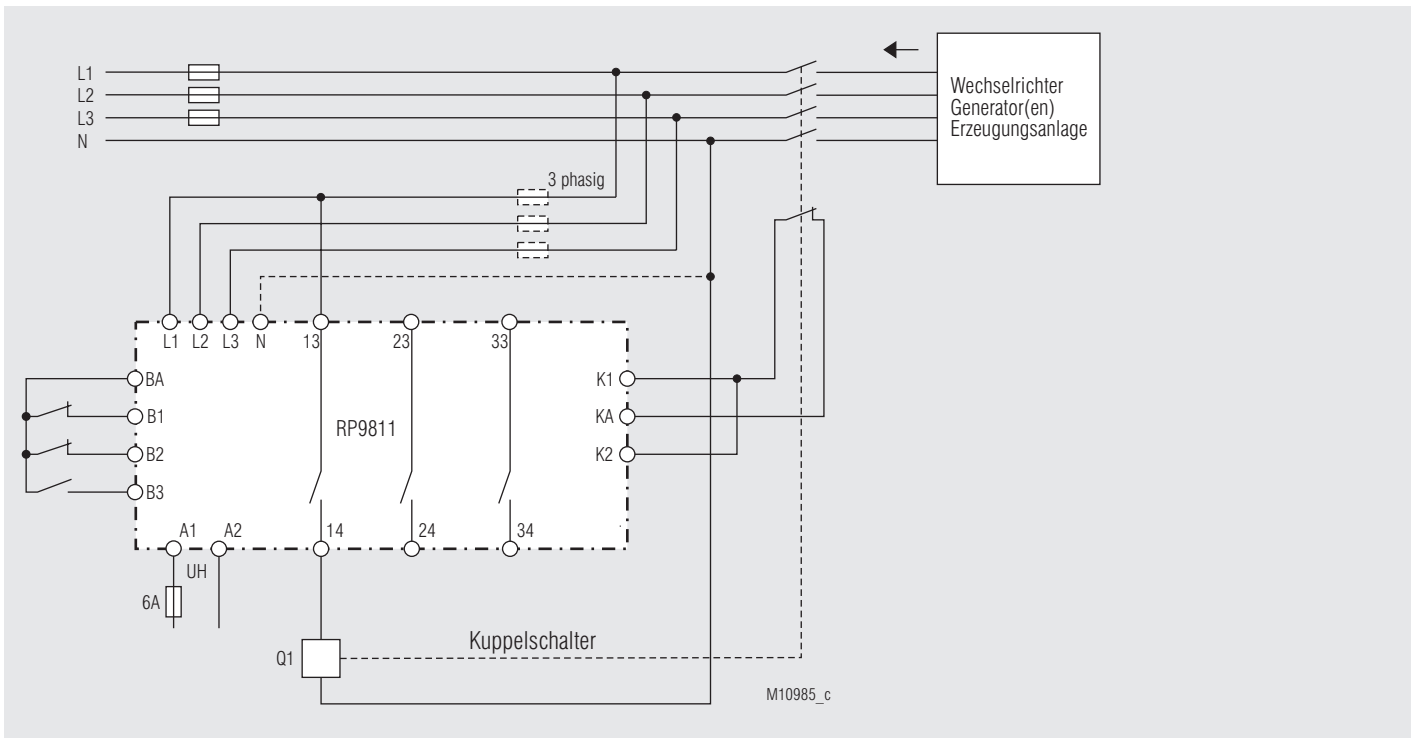 L1
L2
L3
N
Wechselrichter
Generator(en)
Erzeugungsanlage
3 phasig
L1 L2 L3 N 13 23 33
BA
B1
B2
B3
RP9811
K1
KA
K2
A1 A2 14 24 34
UH
6A
Q1
Kuppelschalter
M10985_c